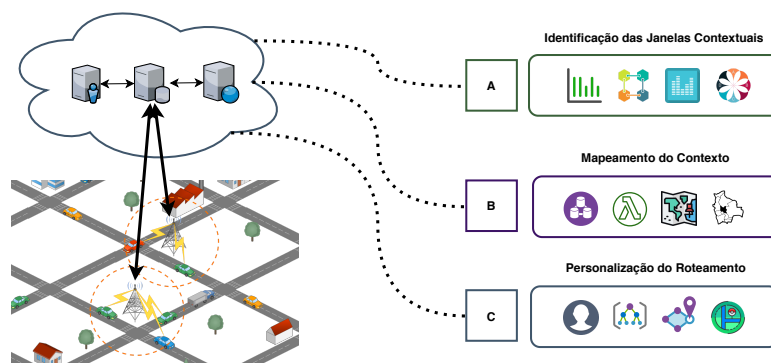 Identificação das Janelas Contextuais
A
Mapeamento do Contexto
B
Personalização do Roteamento
C